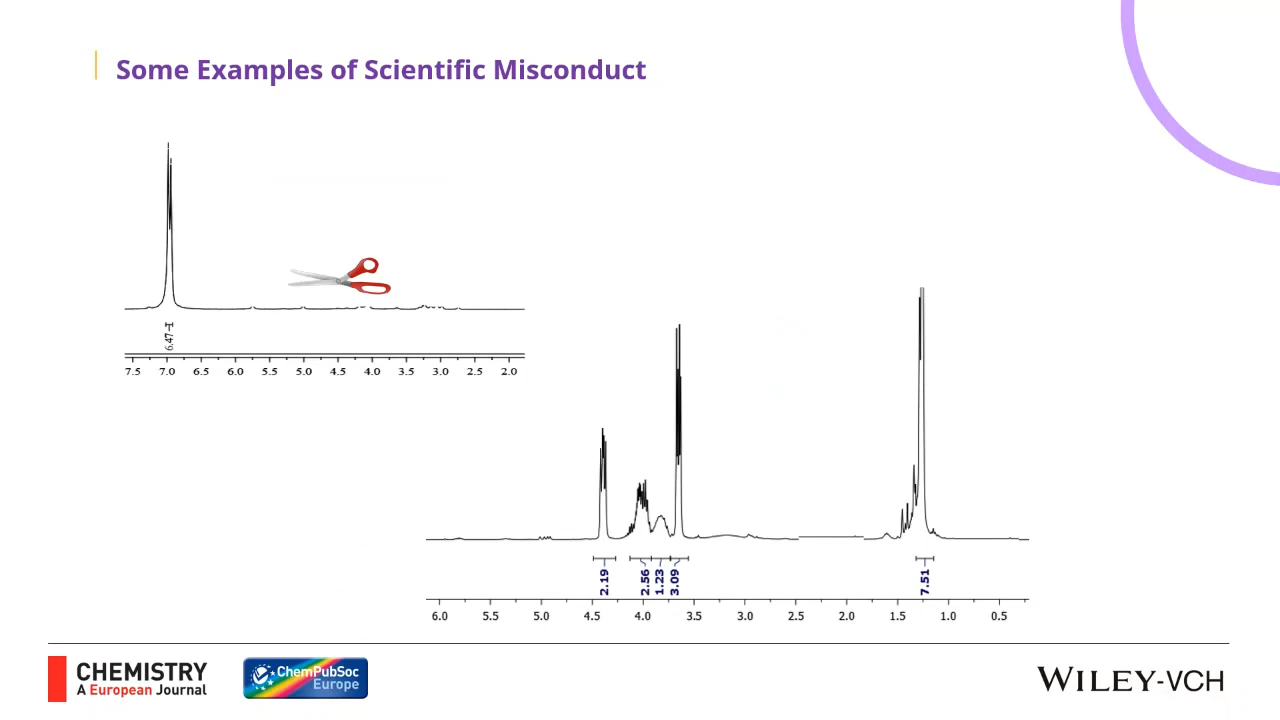 Some Examples of Scientific Misconduct
6.47
7.5 7.0 6.5 6.0 5.5 5.0 4.5 4.0 3.5 3.0 2.5 2.0
2.19 2.56 1.23 3.09 7.51
6.0 5.5 5.0 4.5 4.0 3.5 3.0 2.5 2.0 1.5 1.0 0.5
CHEMISTRY
A European Journal
ChemPubSoc
Europe
WILEY-VCH